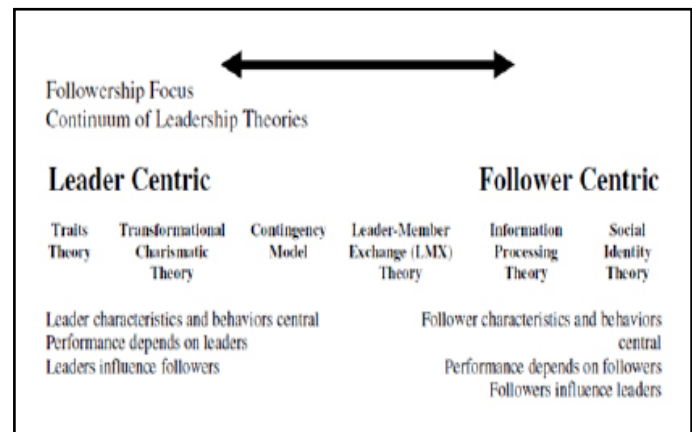 Followership Focus
Continuum of Leadership Theories
Leader Centric
Follower Centric
Traits Theory
Transformational Charismatic Theory
Contingency Model
Leader-Member Exchange (LMX) Theory
Information Processing Theory
Social Identity Theory
Leader characteristics and behaviors central
Performance depends on leaders
Leaders influence followers
Follower characteristics and behaviors
central
Performance depends on followers
Followers influence leaders